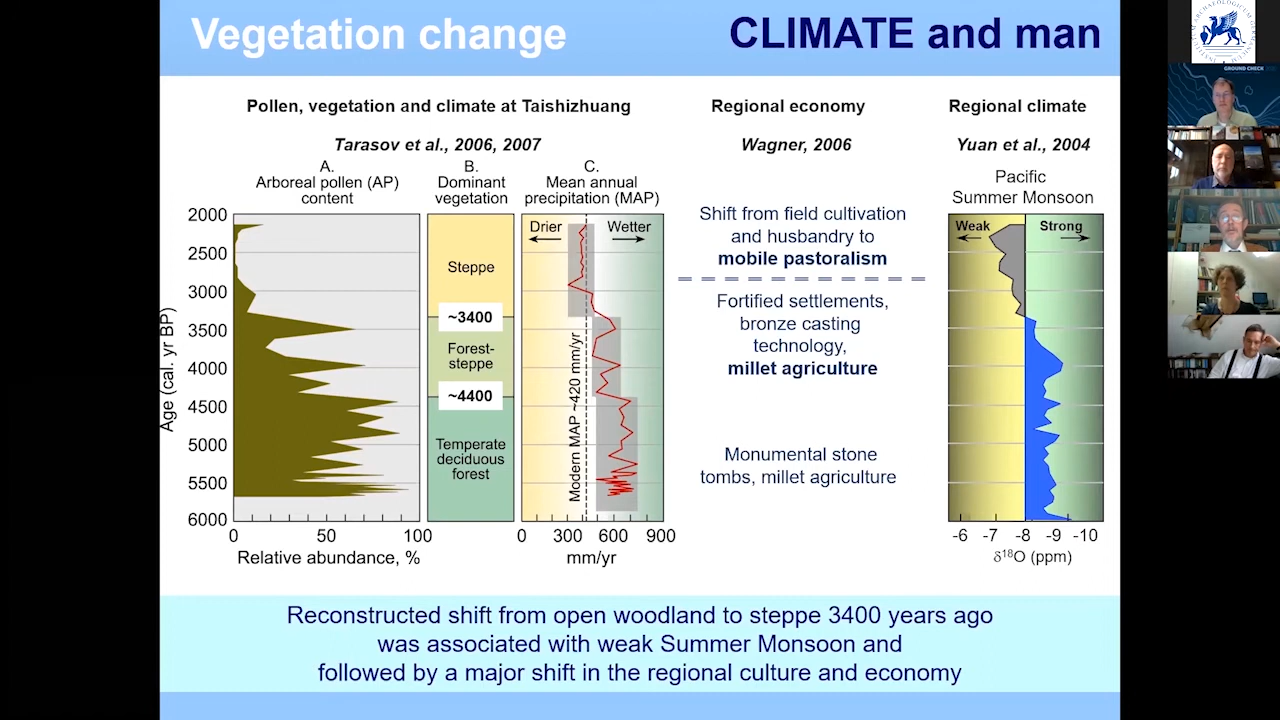 Vegetation change
CLIMATE and man
Pollen, vegetation and climate at Taishizhuang
Regional economy
Regional climate
Tarasov et al., 2006, 2007
Wagner, 2006
Yuan et al., 2004
A.
Arboreal pollen (AP)
content
B.
Dominant
vegetation
C.
Mean annual
precipitation (MAP)
Pacific
Summer Monsoon
Age (cal. yr BP)
2000
2500
3000
3500
4000
4500
5000
5500
6000
0 50 100
Relative abundance, %
Steppe
~3400
Forest-
steppe
~4400
Temperate
deciduous
forest
Drier
Wetter
Modern MAP ~420 mm/yr
0 300 600 900
mm/yr
Shift from field cultivation
and husbandry to
mobile pastoralism
Fortified settlements,
bronze casting
technology,
millet agriculture
Monumental stone
tombs, millet agriculture
Weak
Strong
-6 -7 -8 -9 -10
δ18O (ppm)
Reconstructed shift from open woodland to steppe 3400 years ago
was associated with weak Summer Monsoon and
followed by a major shift in the regional culture and economy
GROUND CHECK